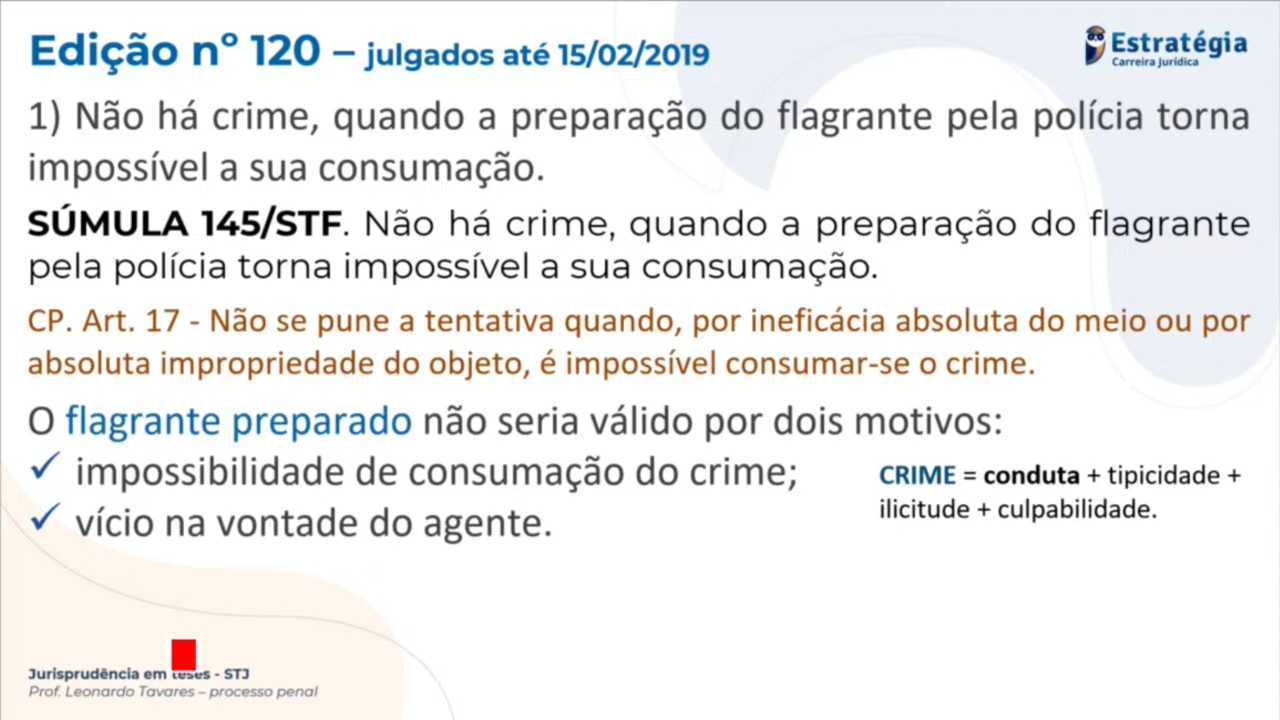 Edição nº 120 – julgados até 15/02/2019
Estratégia
Carreira Jurídica
1) Não há crime, quando a preparação do flagrante pela polícia torna
impossível a sua consumação.
SÚMULA 145/STF. Não há crime, quando a preparação do flagrante
pela polícia torna impossível a sua consumação.
CP. Art. 17 - Não se pune a tentativa quando, por ineficácia absoluta do meio ou por
absoluta impropriedade do objeto, é impossível consumar-se o crime.
O flagrante preparado não seria válido por dois motivos:
✓ impossibilidade de consumação do crime;
✓ vício na vontade do agente.
CRIME = conduta + tipicidade +
ilicitude + culpabilidade.
Jurisprudência em teses - STJ
Prof. Leonardo Tavares – processo penal